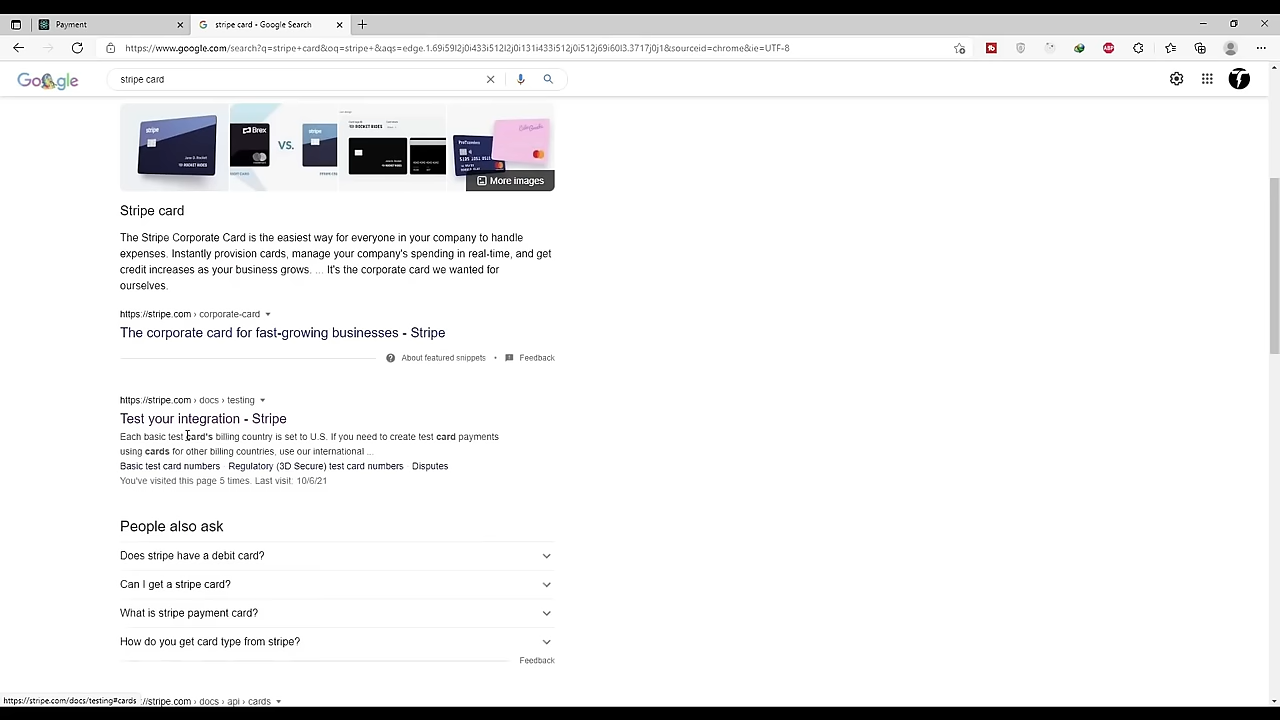 Payment
stripe card - Google Search
https://www.google.com/search?q=stripe+card&oq=stripe+&aqs=edge.1.69i59l2j0i433i512l2j0i131i433i512j0i512j69i60l3.3717j0j1&sourceid=chrome&ie=UTF-8
Google
stripe card
stripe
Brex
VS.
stripe
ROCKET RIDES
More images
Stripe card
The Stripe Corporate Card is the easiest way for everyone in your company to handle
expenses. Instantly provision cards, manage your company's spending in real-time, and get
credit increases as your business grows. ... It's the corporate card we wanted for
ourselves.
https://stripe.com › corporate-card
The corporate card for fast-growing businesses - Stripe
About featured snippets • Feedback
https://stripe.com › docs › testing
Test your integration - Stripe
Each basic test card's billing country is set to U.S. If you need to create test card payments
using cards for other billing countries, use our international ...
Basic test card numbers · Regulatory (3D Secure) test card numbers · Disputes
You've visited this page 5 times. Last visit: 10/6/21
People also ask
Does stripe have a debit card?
Can I get a stripe card?
What is stripe payment card?
How do you get card type from stripe?
Feedback
https://stripe.com/docs/testing#cards
://stripe.com › docs › api › cards